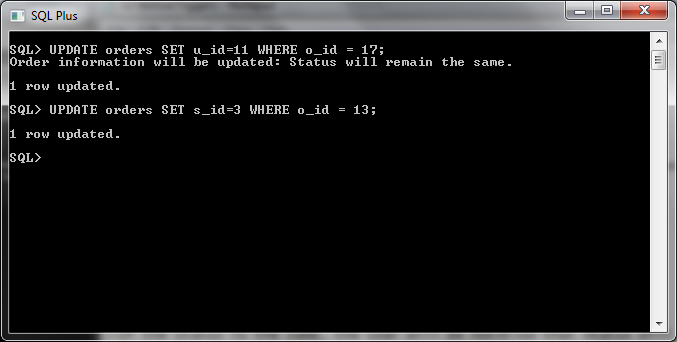 SQL Plus
SQL> UPDATE orders SET u_id=11 WHERE o_id = 17;
Order information will be updated: Status will remain the same.
1 row updated.
SQL> UPDATE orders SET s_id=3 WHERE o_id = 13;
1 row updated.
SQL>